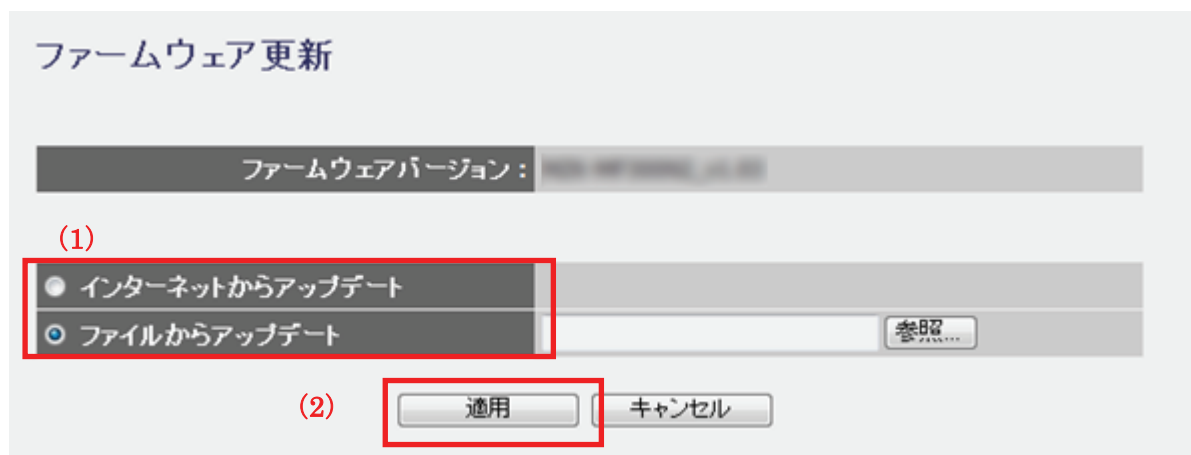 ファームウェア更新
ファームウェアバージョン：
(1)
インターネットからアップデート
ファイルからアップデート 参照...
(2) 適用 キャンセル